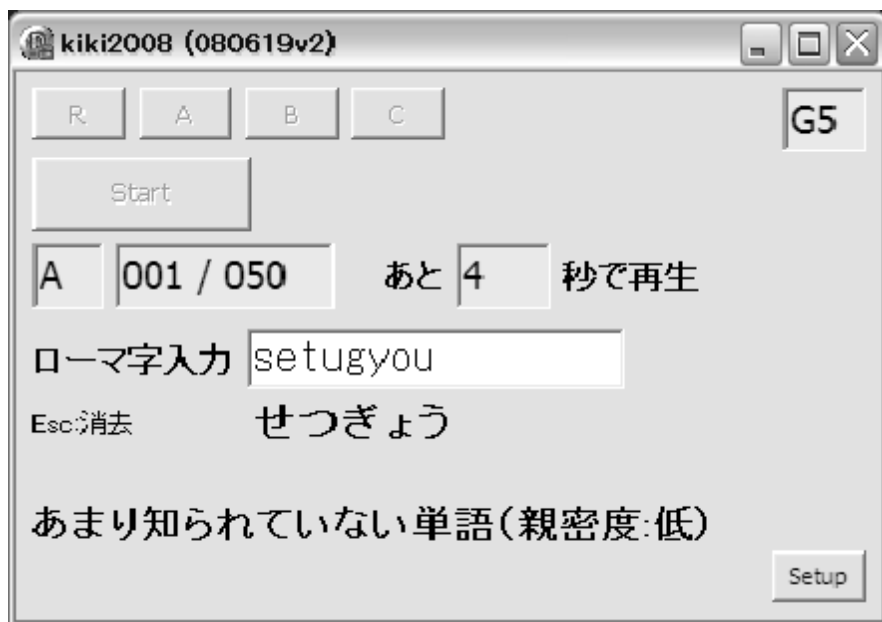 kiki2008 (080619v2)
R A B C G5
Start
A 001 / 050 あと 4 秒で再生
ローマ字入力 setugyou
Esc:消去 せつぎょう
あまり知られていない単語(親密度:低)
Setup